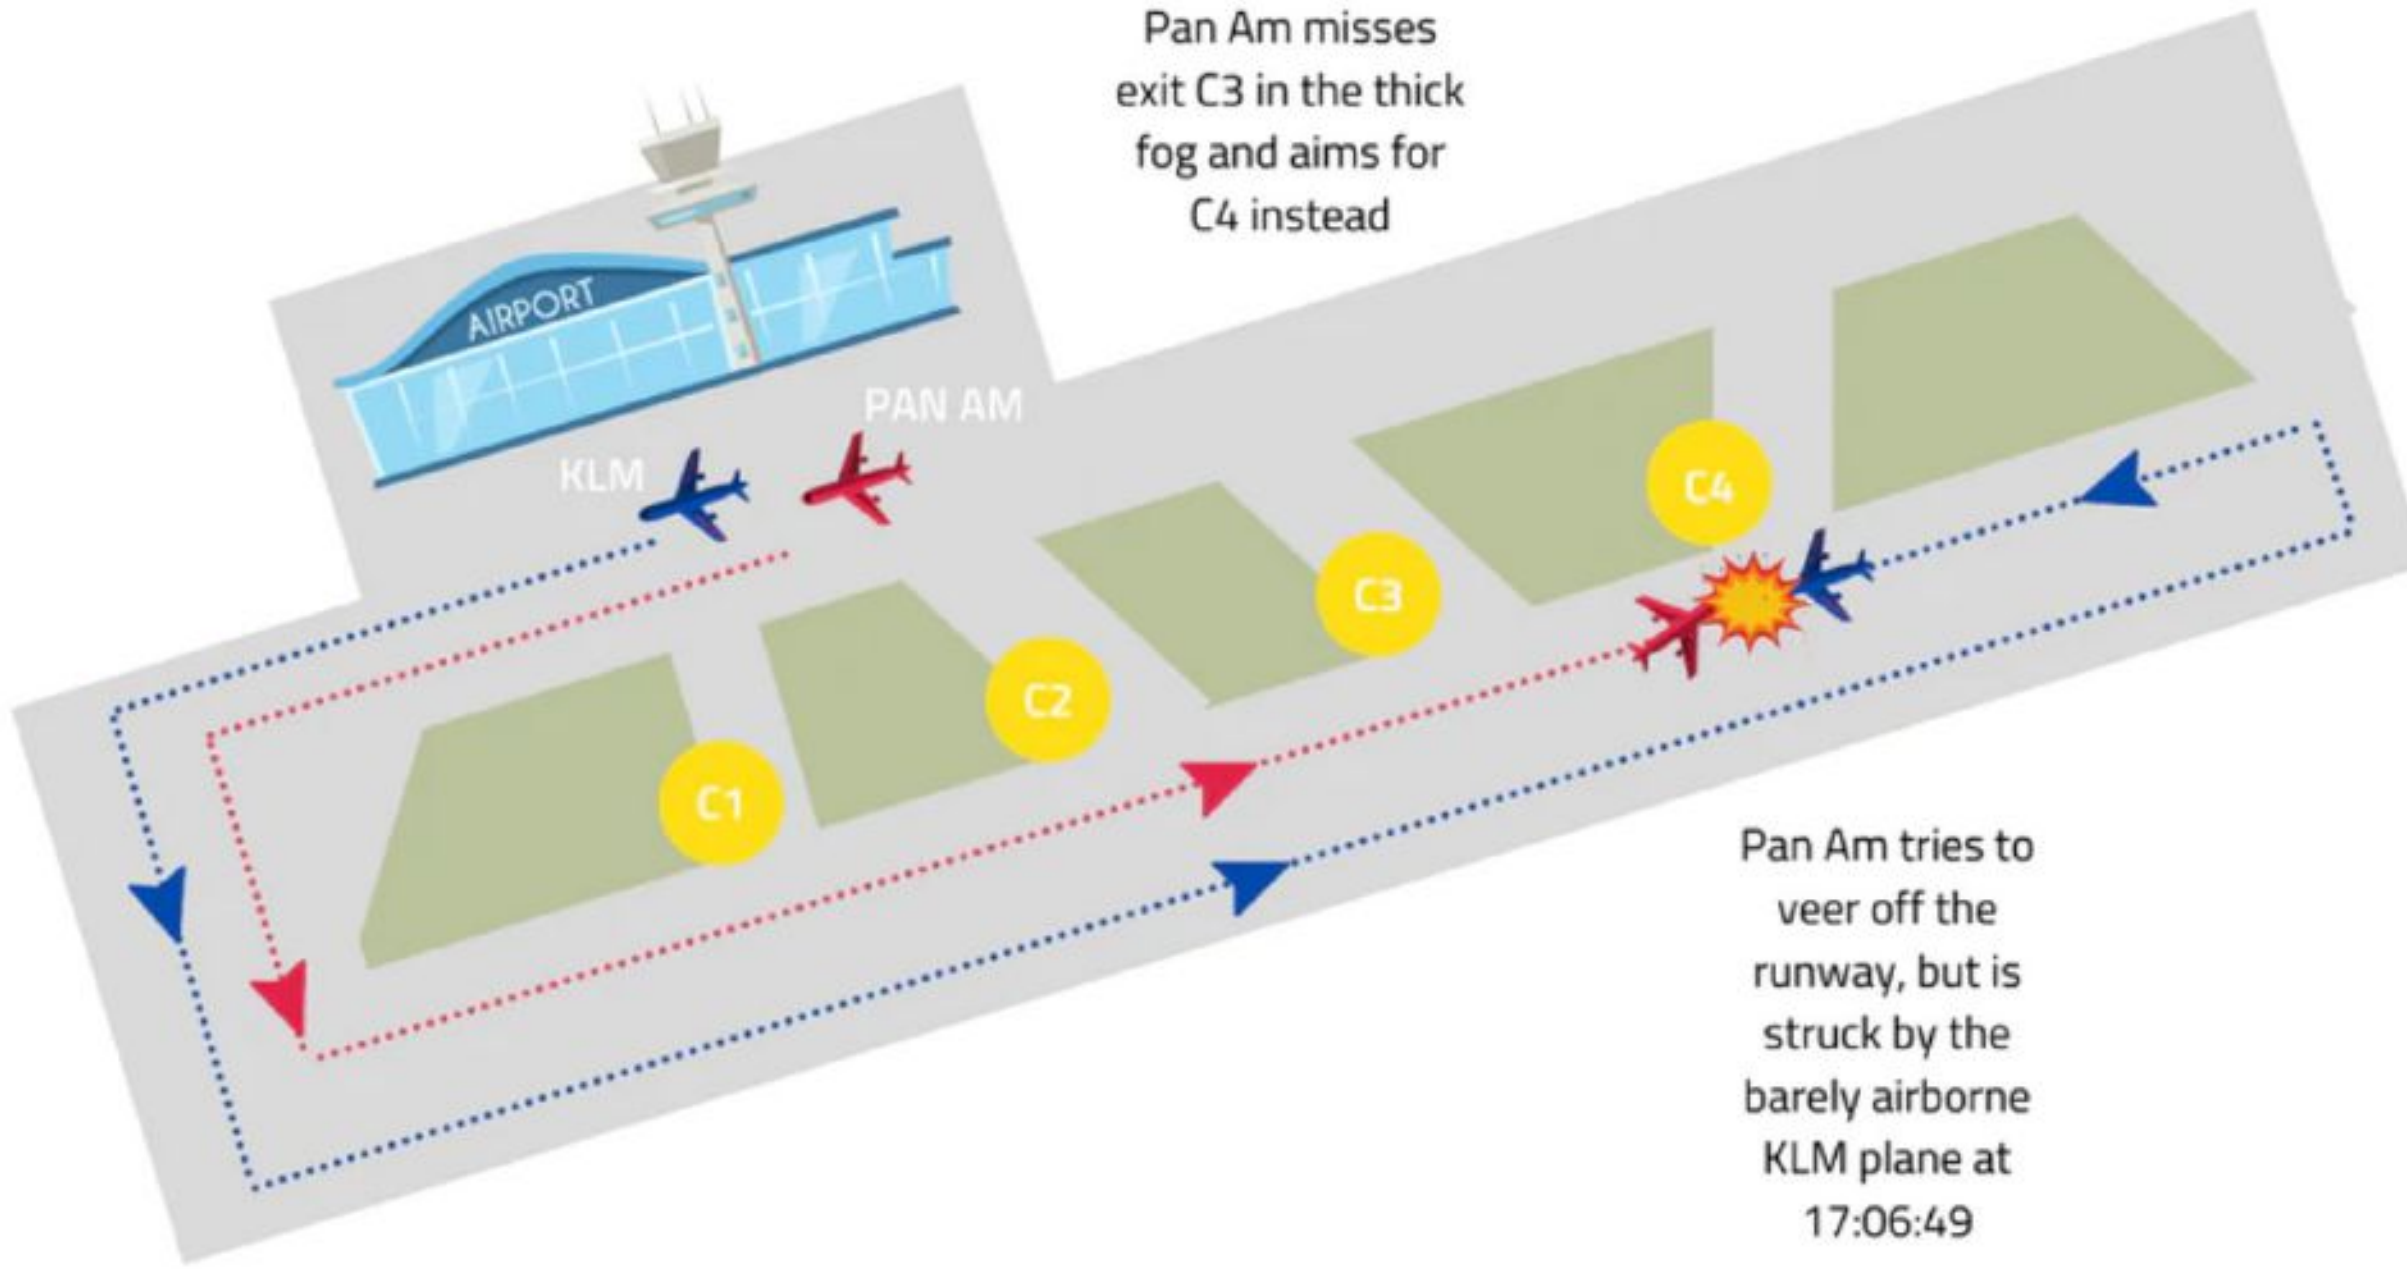 Pan Am misses
exit C3 in the thick
fog and aims for
C4 instead
AIRPORT
PAN AM
KLM
C4
C3
C2
C1
Pan Am tries to
veer off the
runway, but is
struck by the
barely airborne
KLM plane at
17:06:49